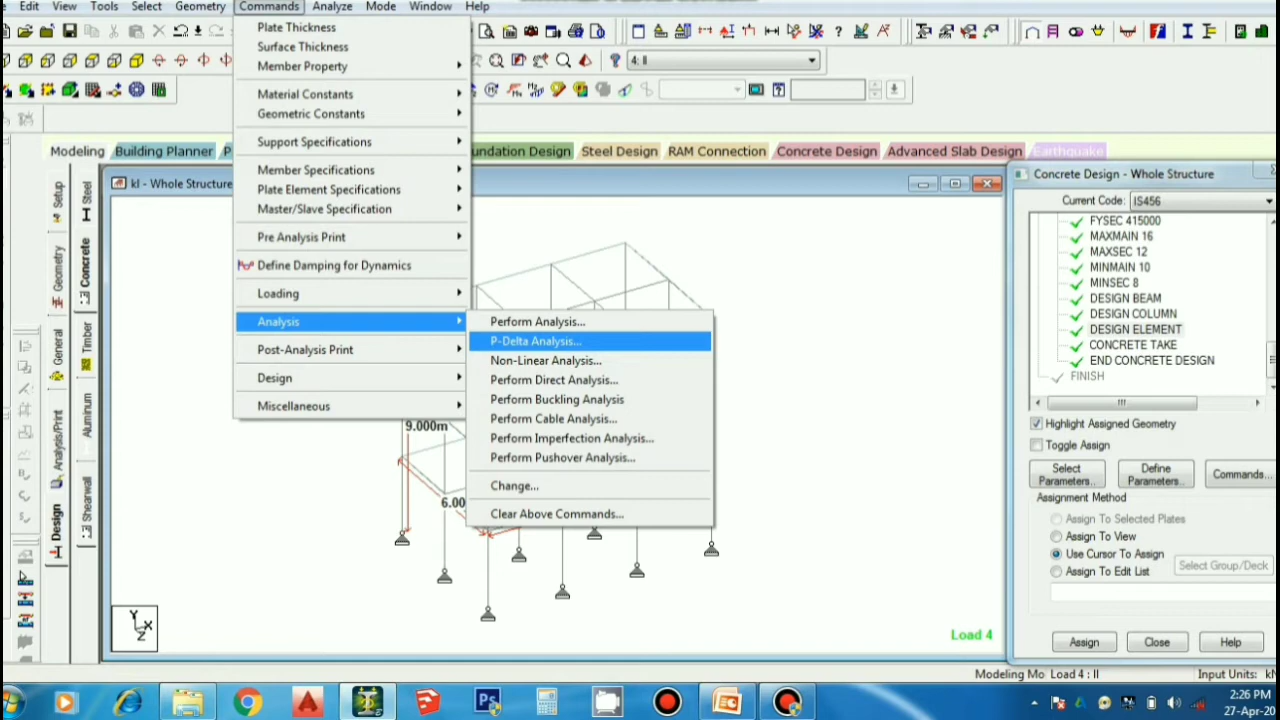 Edit View Tools Select Geometry Commands Analyze Mode Window Help
Plate Thickness
Surface Thickness
Member Property
Material Constants
Geometric Constants
Support Specifications
Member Specifications
Plate Element Specifications
Master/Slave Specification
Pre Analysis Print
Define Damping for Dynamics
Loading
Analysis
Post-Analysis Print
Design
Miscellaneous
Perform Analysis...
P-Delta Analysis...
Non-Linear Analysis...
Perform Direct Analysis...
Perform Buckling Analysis
Perform Cable Analysis...
Perform Imperfection Analysis...
Perform Pushover Analysis...
Change...
Clear Above Commands...
4: ll
Modeling Building Planner P oundation Design Steel Design RAM Connection Concrete Design Advanced Slab Design Earthquake
kl - Whole Structure
Setup
Geometry
General
Analysis/Print
Design
Steel
Concrete
Timber
Aluminum
Shearwall
9.000m
6.00
Y
X
Z
Load 4
Concrete Design - Whole Structure
Current Code: IS456
FYSEC 415000
MAXMAIN 16
MAXSEC 12
MINMAIN 10
MINSEC 8
DESIGN BEAM
DESIGN COLUMN
DESIGN ELEMENT
CONCRETE TAKE
END CONCRETE DESIGN
FINISH
Highlight Assigned Geometry
Toggle Assign
Select Parameters..
Define Parameters..
Commands...
Assignment Method
Assign To Selected Plates
Assign To View
Use Cursor To Assign
Select Group/Deck
Assign To Edit List
Assign Close Help
Modeling Mo Load 4 : ll Input Units: kN
2:26 PM
27-Apr-20